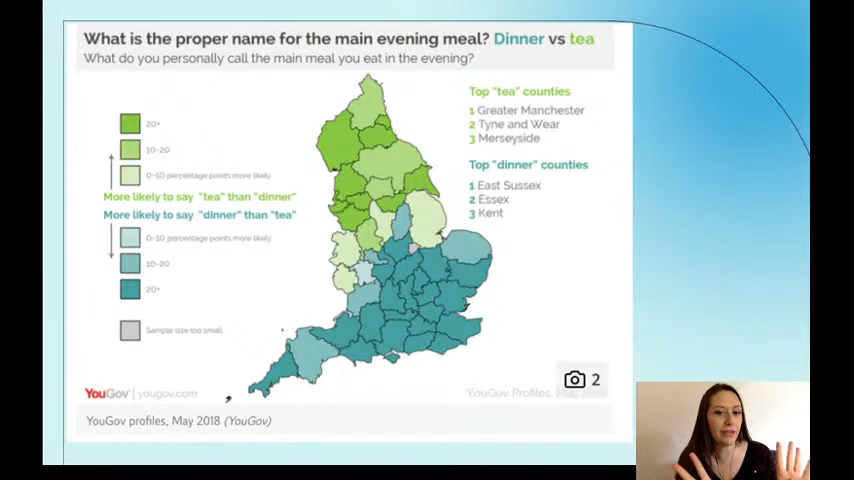 What is the proper name for the main evening meal? Dinner vs tea
What do you personally call the main meal you eat in the evening?
20+
10-20
0-10 percentage points more likely
More likely to say "tea" than "dinner"
More likely to say "dinner" than "tea"
0-10 percentage points more likely
10-20
20+
Sample size too small
Top "tea" counties
1 Greater Manchester
2 Tyne and Wear
3 Merseyside
Top "dinner" counties
1 East Sussex
2 Essex
3 Kent
2
YouGov | yougov.com
YouGov Profiles, May
YouGov profiles, May 2018 (YouGov)